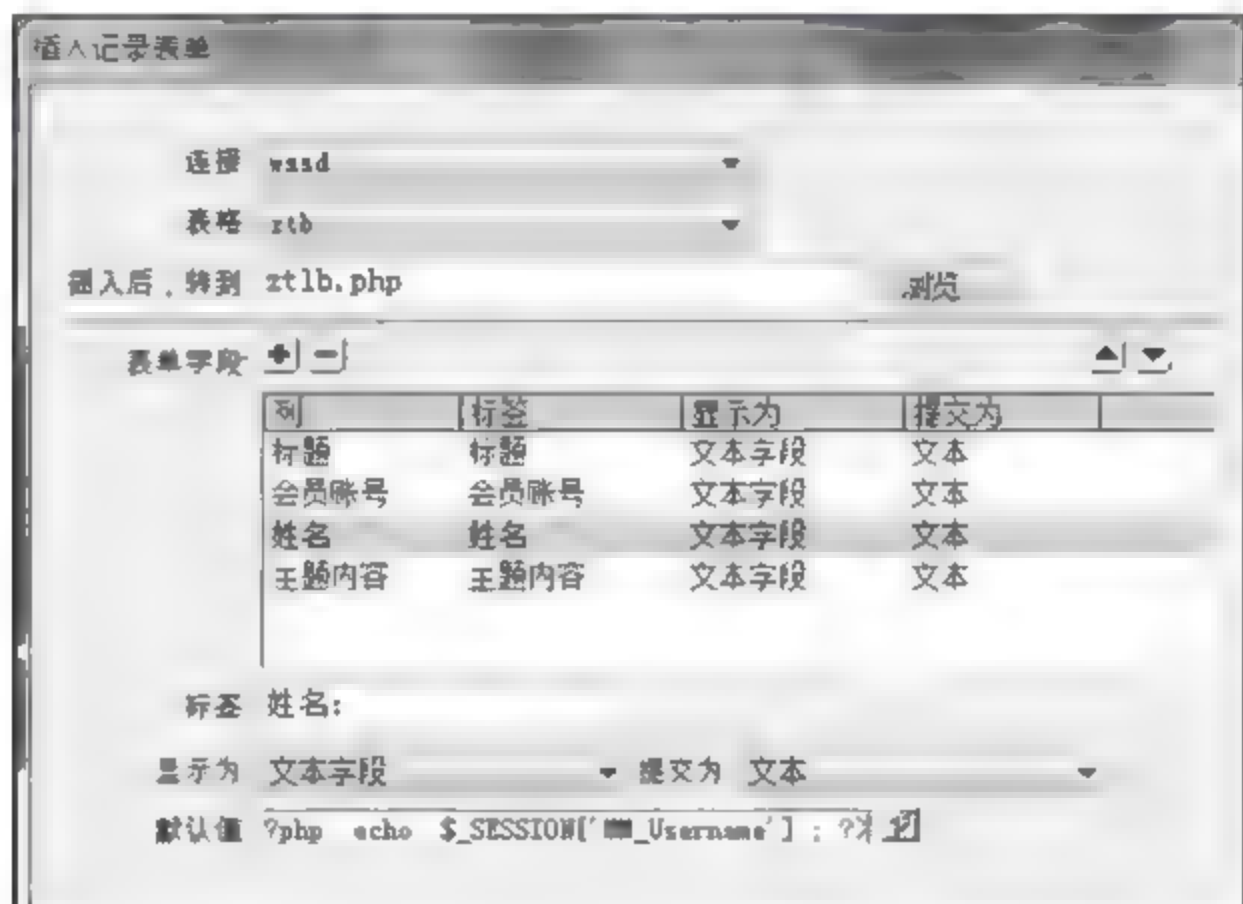 插入记录表单
连接 wssd
表格 ztb
插入后，转到 ztlb.php 浏览
表单字段
列 标签 显示为 提交为
标题 标题 文本字段 文本
会员账号 会员账号 文本字段 文本
姓名 姓名 文本字段 文本
主题内容 主题内容 文本字段 文本
标签 姓名:
显示为 文本字段 提交为 文本
默认值 ?php echo $_SESSION['MM_Username'] ; ?>